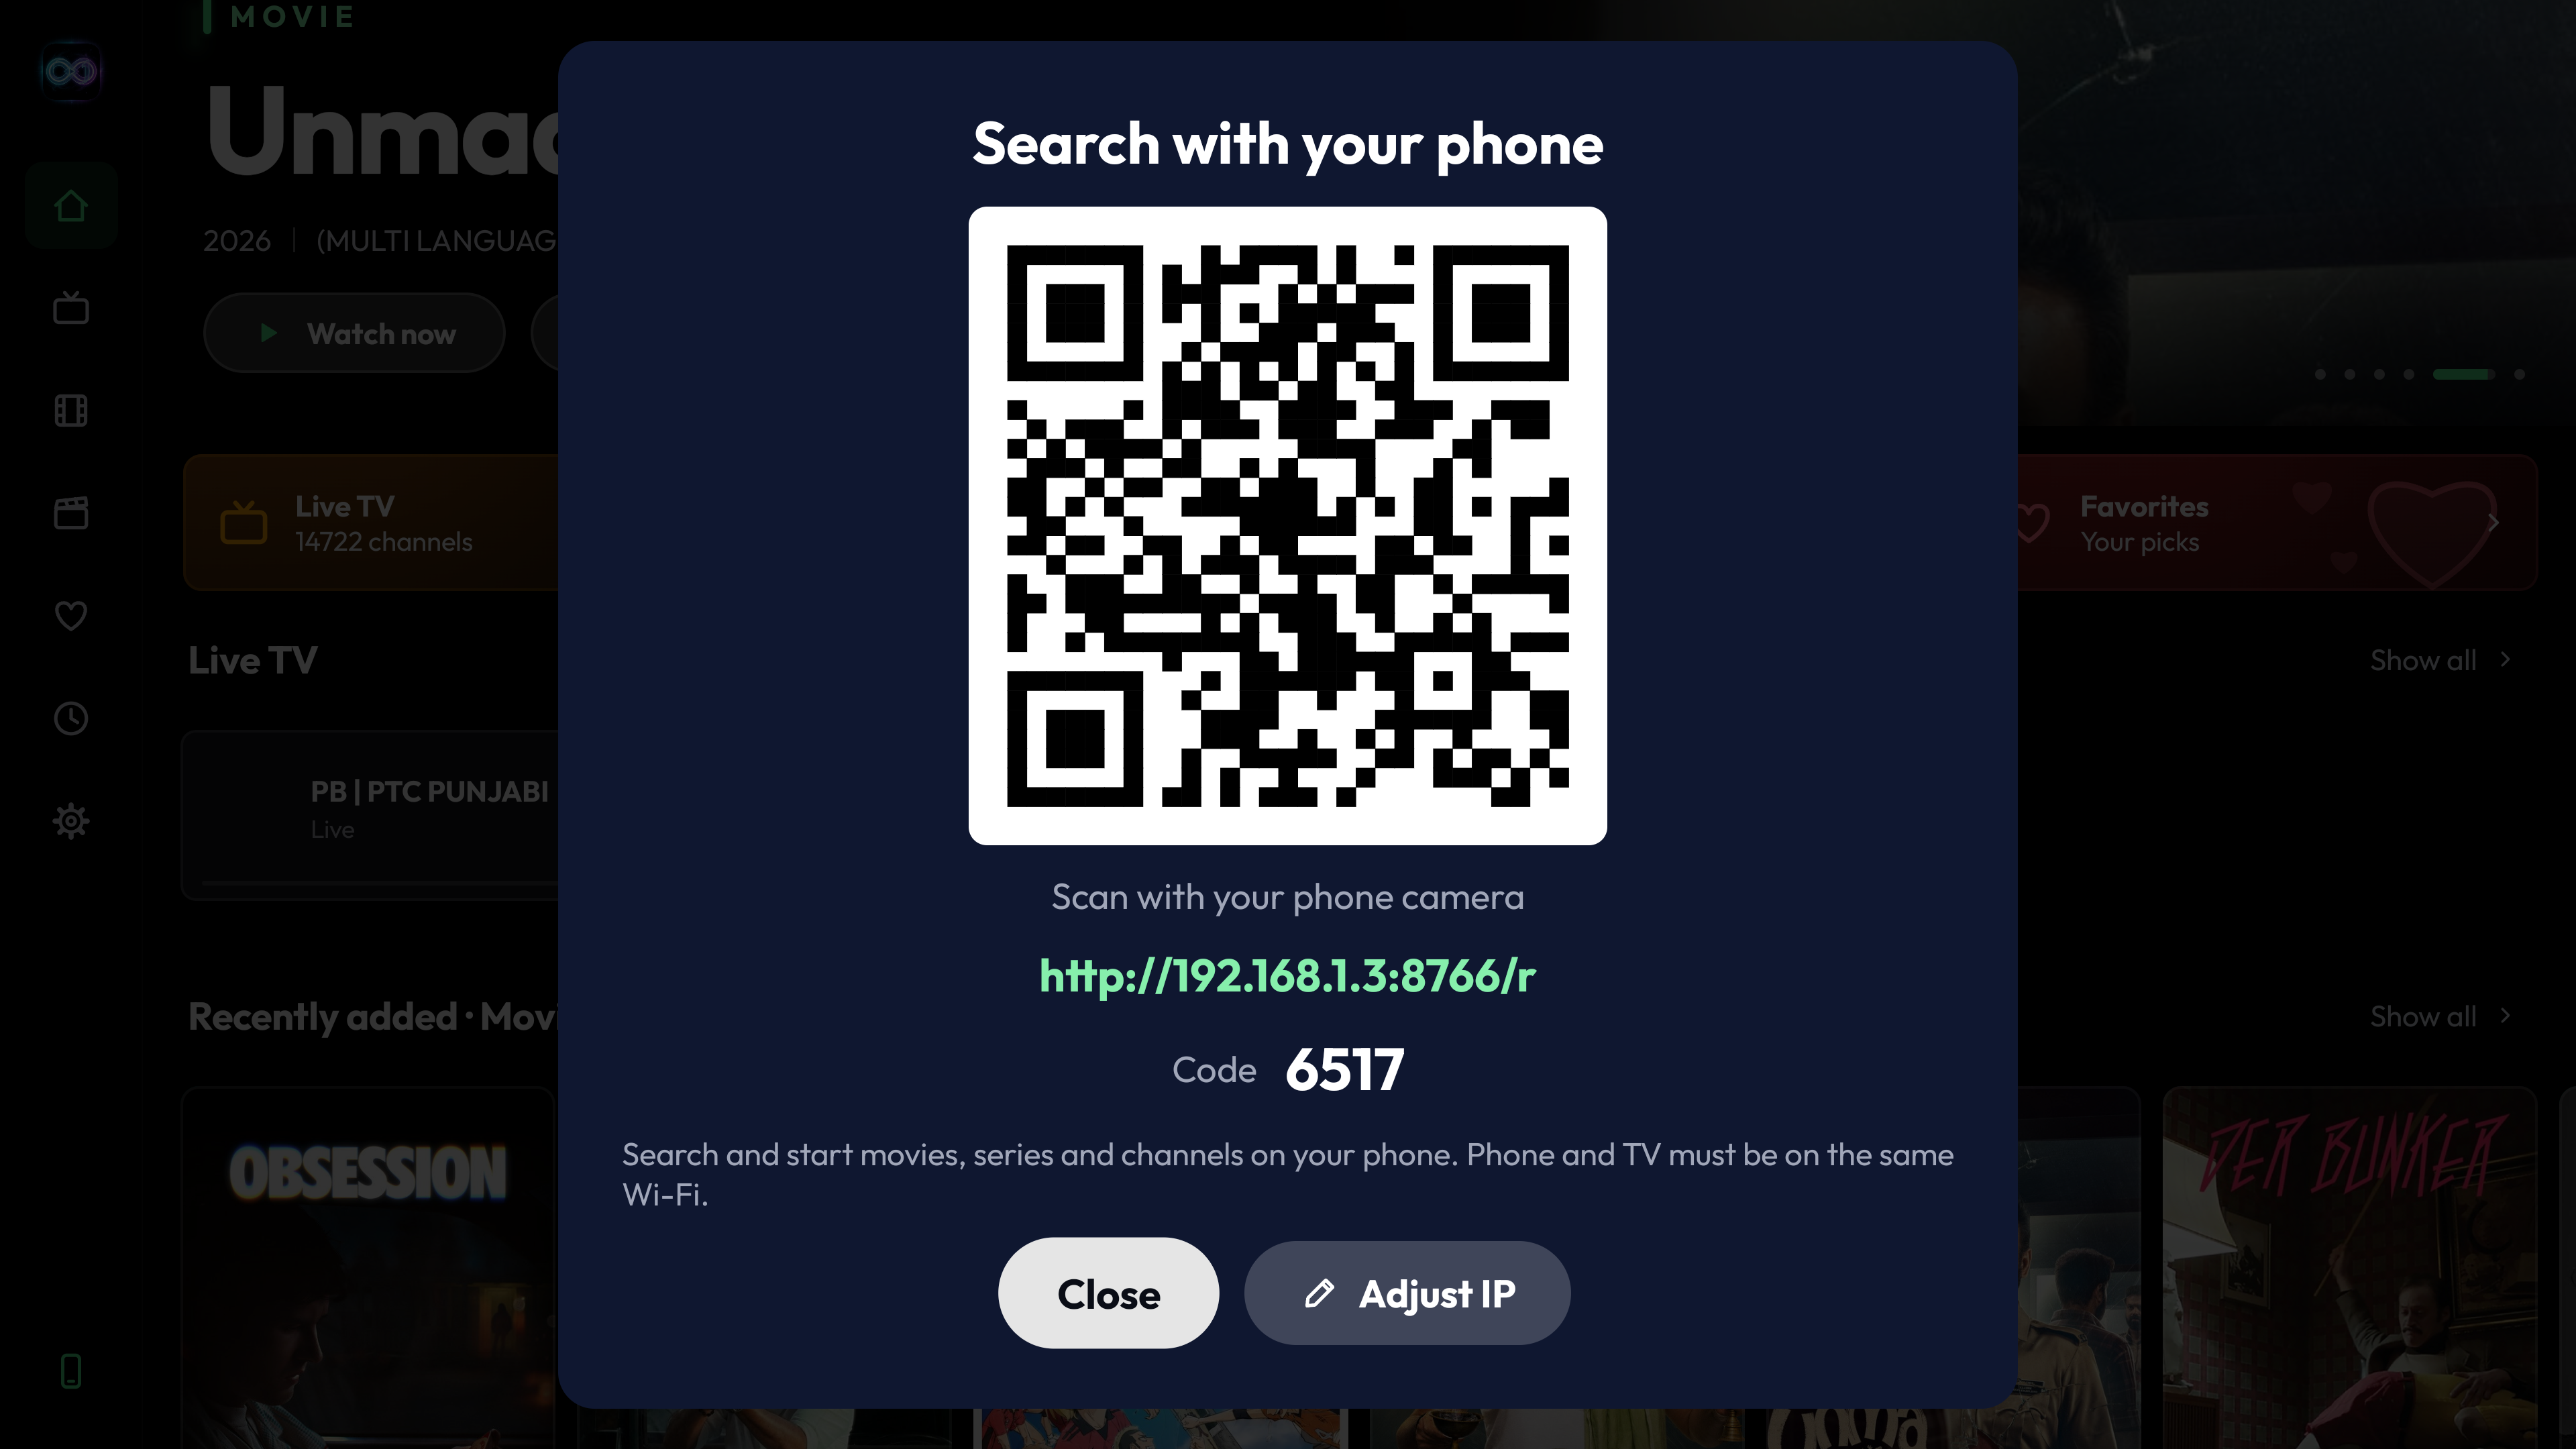 MOVIE
2026 | (MULTI LANGUAG
Watch now
Live TV
14722 channels
Favorites
Your picks
Live TV
Show all
PB | PTC PUNJABI
Live
Recently added · Movi
Show all
OBSESSION
DER BUNKER
Search with your phone
Scan with your phone camera
http://192.168.1.3:8766/r
Code 6517
Search and start movies, series and channels on your phone. Phone and TV must be on the same
Wi-Fi.
Close
Adjust IP